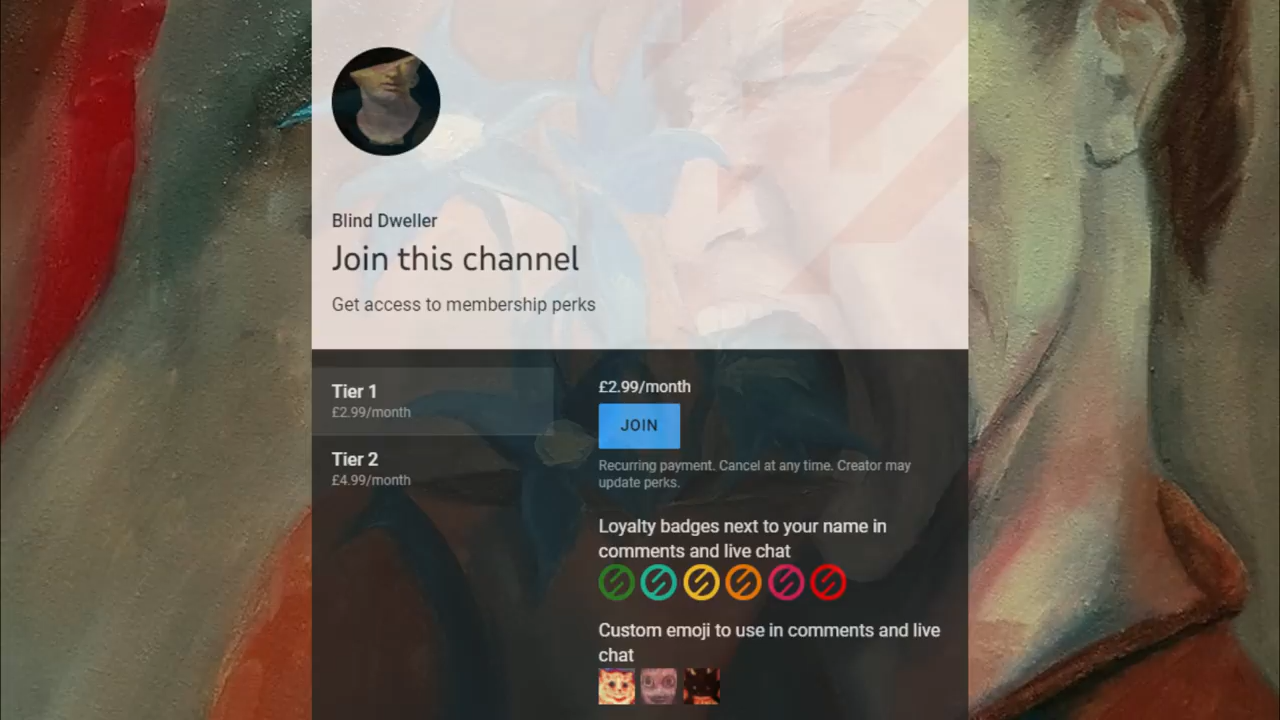 Blind Dweller
Join this channel
Get access to membership perks
Tier 1
£2.99/month
Tier 2
£4.99/month
£2.99/month
JOIN
Recurring payment. Cancel at any time. Creator may
update perks.
Loyalty badges next to your name in
comments and live chat
Custom emoji to use in comments and live
chat